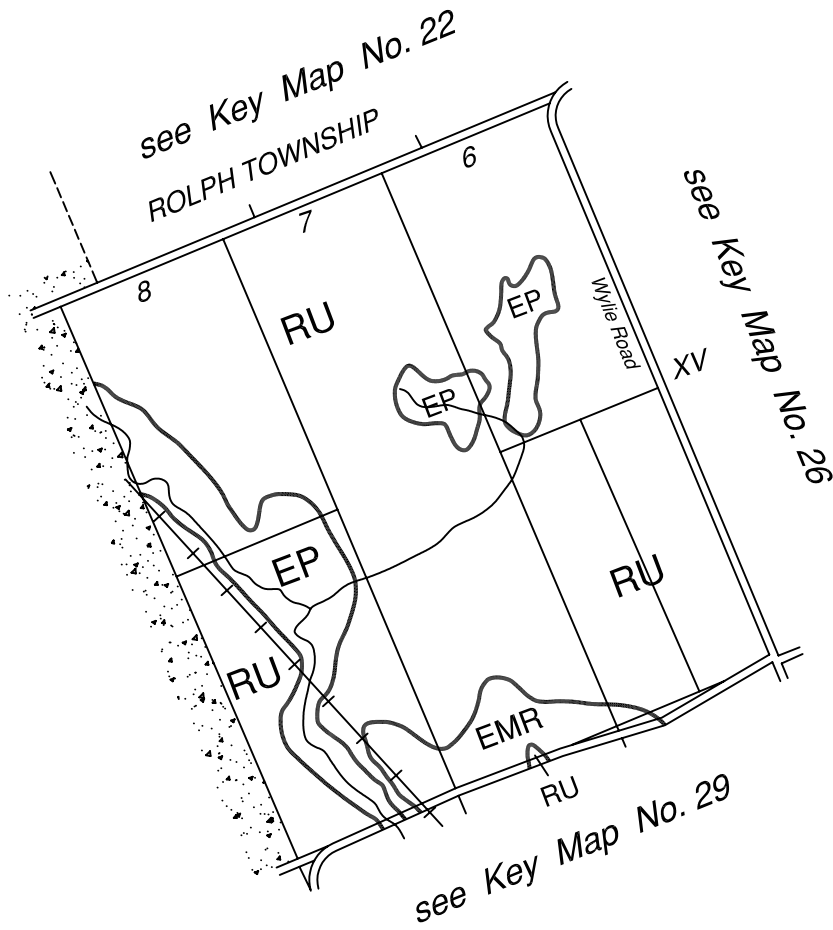 see Key Map No. 22
ROLPH TOWNSHIP
6
7
8
see Key Map No. 26
RU
EP
Wylie Road
XV
EP
EP
RU
RU
EMR
RU
see Key Map No. 29